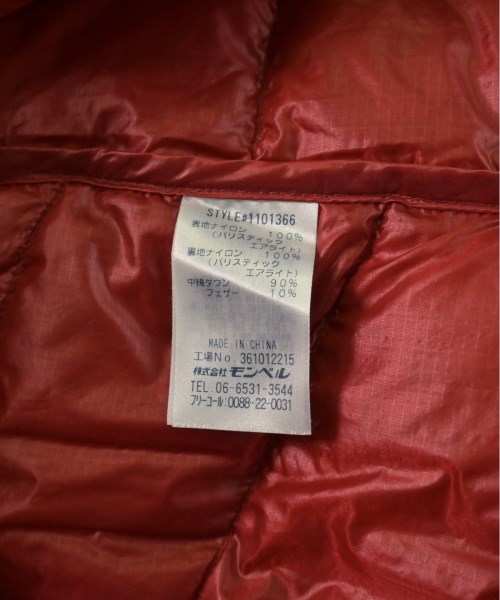 STYLE#1101366
表地ナイロン 100%
(バリスティック
エアライト)
裏地ナイロン 100%
(バリスティック
エアライト)
中綿ダウン 90%
フェザー 10%
MADE IN CHINA
工場No.361012215
株式会社モンベル
TEL.06-6531-3544
フリーコール:0088-22-0031